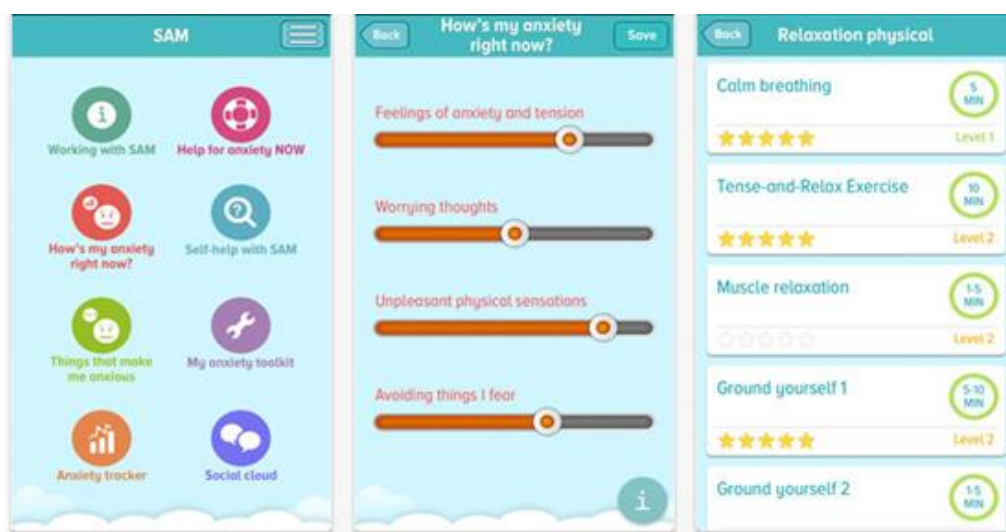 SAM
Working with SAM
Help for anxiety NOW
How's my anxiety
right now?
Self-help with SAM
Things that make
me anxious
My anxiety toolkit
Anxiety tracker
Social cloud
Back
How's my anxiety
right now?
Save
Feelings of anxiety and tension
Worrying thoughts
Unpleasant physical sensations
Avoiding things I fear
i
Back
Relaxation physical
Calm breathing
5
MIN
Level 1
Tense-and-Relax Exercise
10
MIN
Level 2
Muscle relaxation
1-5
MIN
Level 2
Ground yourself 1
5-10
MIN
Level 2
Ground yourself 2
1-5
MIN